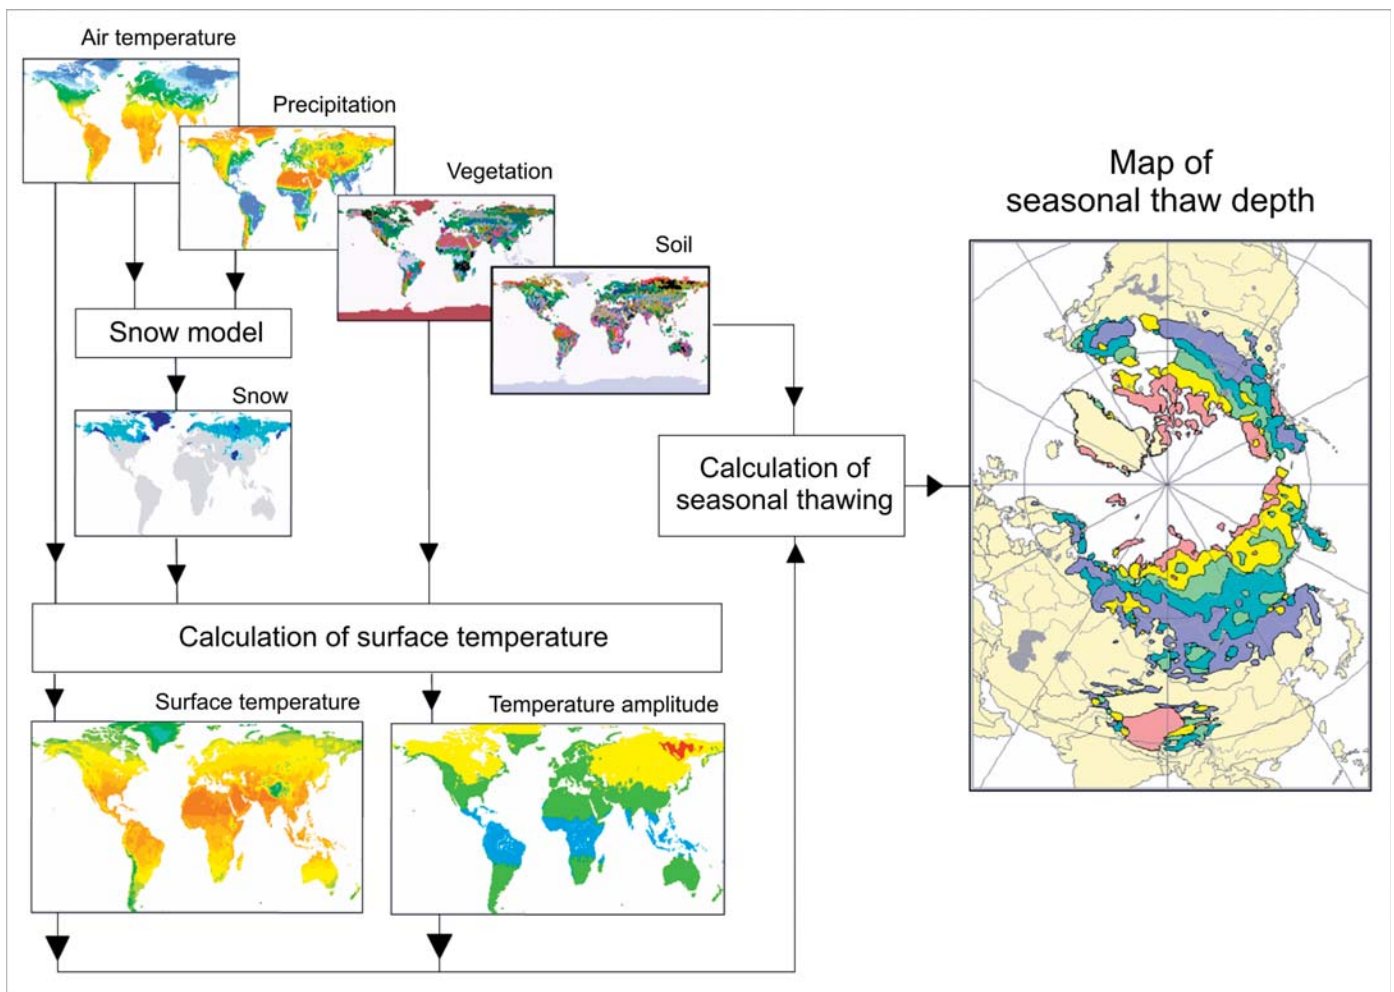 Air temperature
Precipitation
Vegetation
Soil
Map of
seasonal thaw depth
Snow model
Snow
Calculation of
seasonal thawing
Calculation of surface temperature
Surface temperature
Temperature amplitude